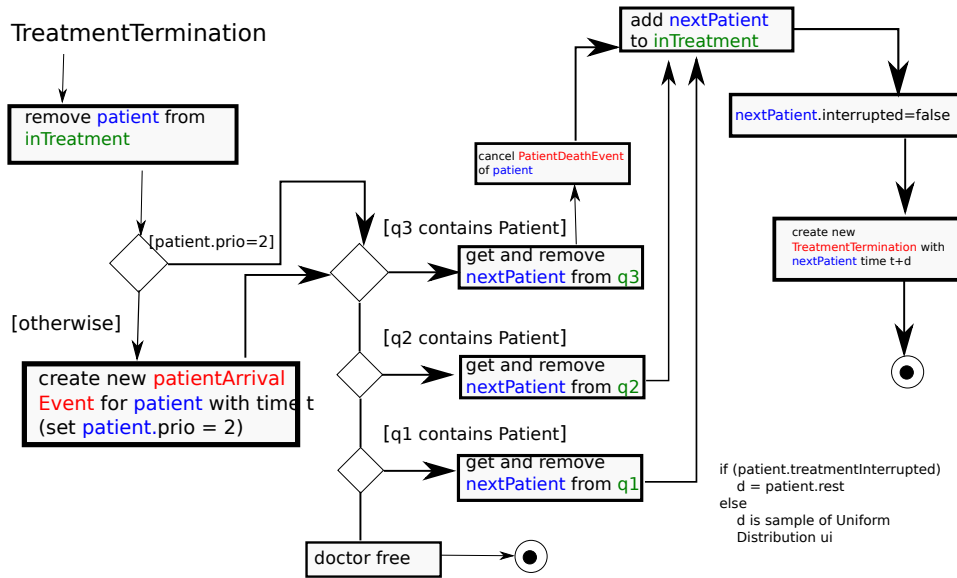 TreatmentTermination
remove patient from
inTreatment
[patient.prio=2]
[otherwise]
create new patientArrival
Event for patient with time t
(set patient.prio = 2)
[q3 contains Patient]
get and remove
nextPatient from q3
[q2 contains Patient]
get and remove
nextPatient from q2
[q1 contains Patient]
get and remove
nextPatient from q1
doctor free
cancel PatientDeathEvent
of patient
add nextPatient
to inTreatment
nextPatient.interrupted=false
create new
TreatmentTermination with
nextPatient time t+d
if (patient.treatmentInterrupted)
d = patient.rest
else
d is sample of Uniform
Distribution ui